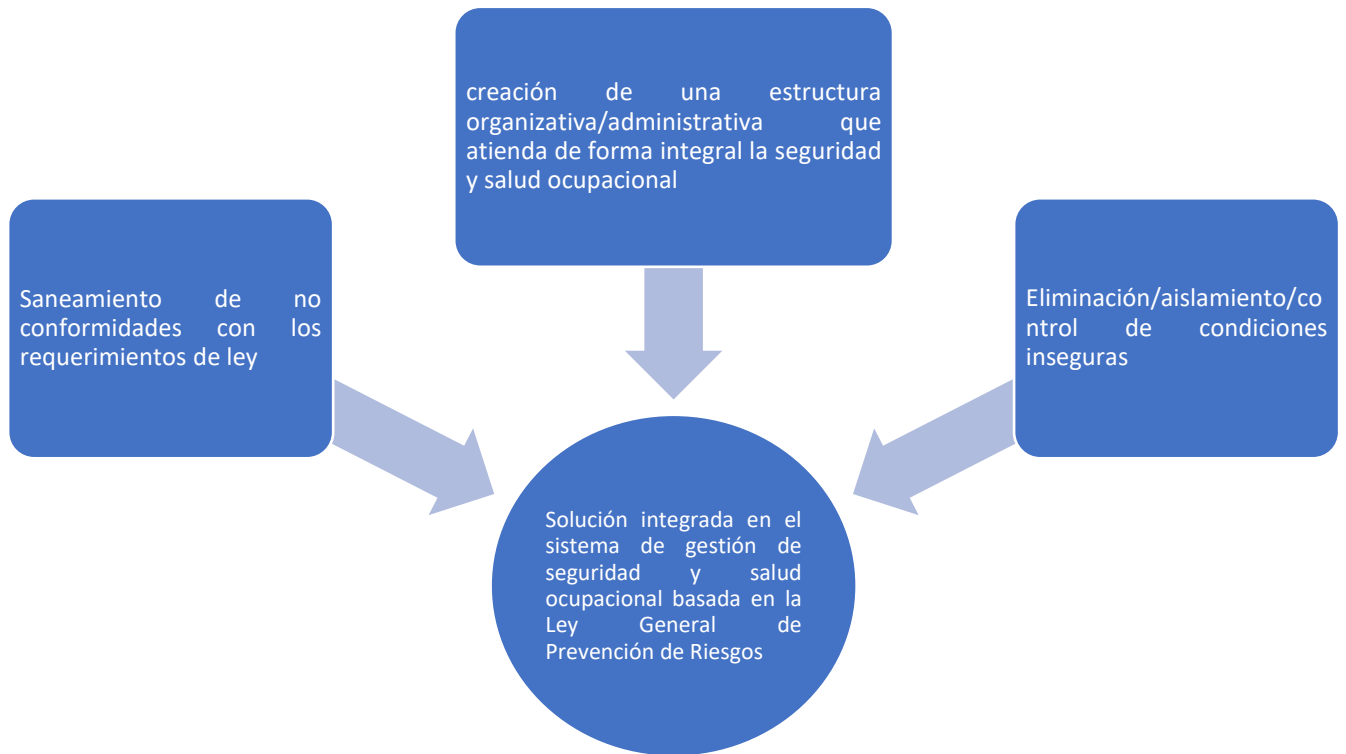 creación de una estructura
organizativa/administrativa que
atienda de forma integral la seguridad
y salud ocupacional
Saneamiento de no
conformidades con los
requerimientos de ley
Eliminación/aislamiento/co
ntrol de condiciones
inseguras
Solución integrada en el
sistema de gestión de
seguridad y salud
ocupacional basada en la
Ley General de
Prevención de Riesgos